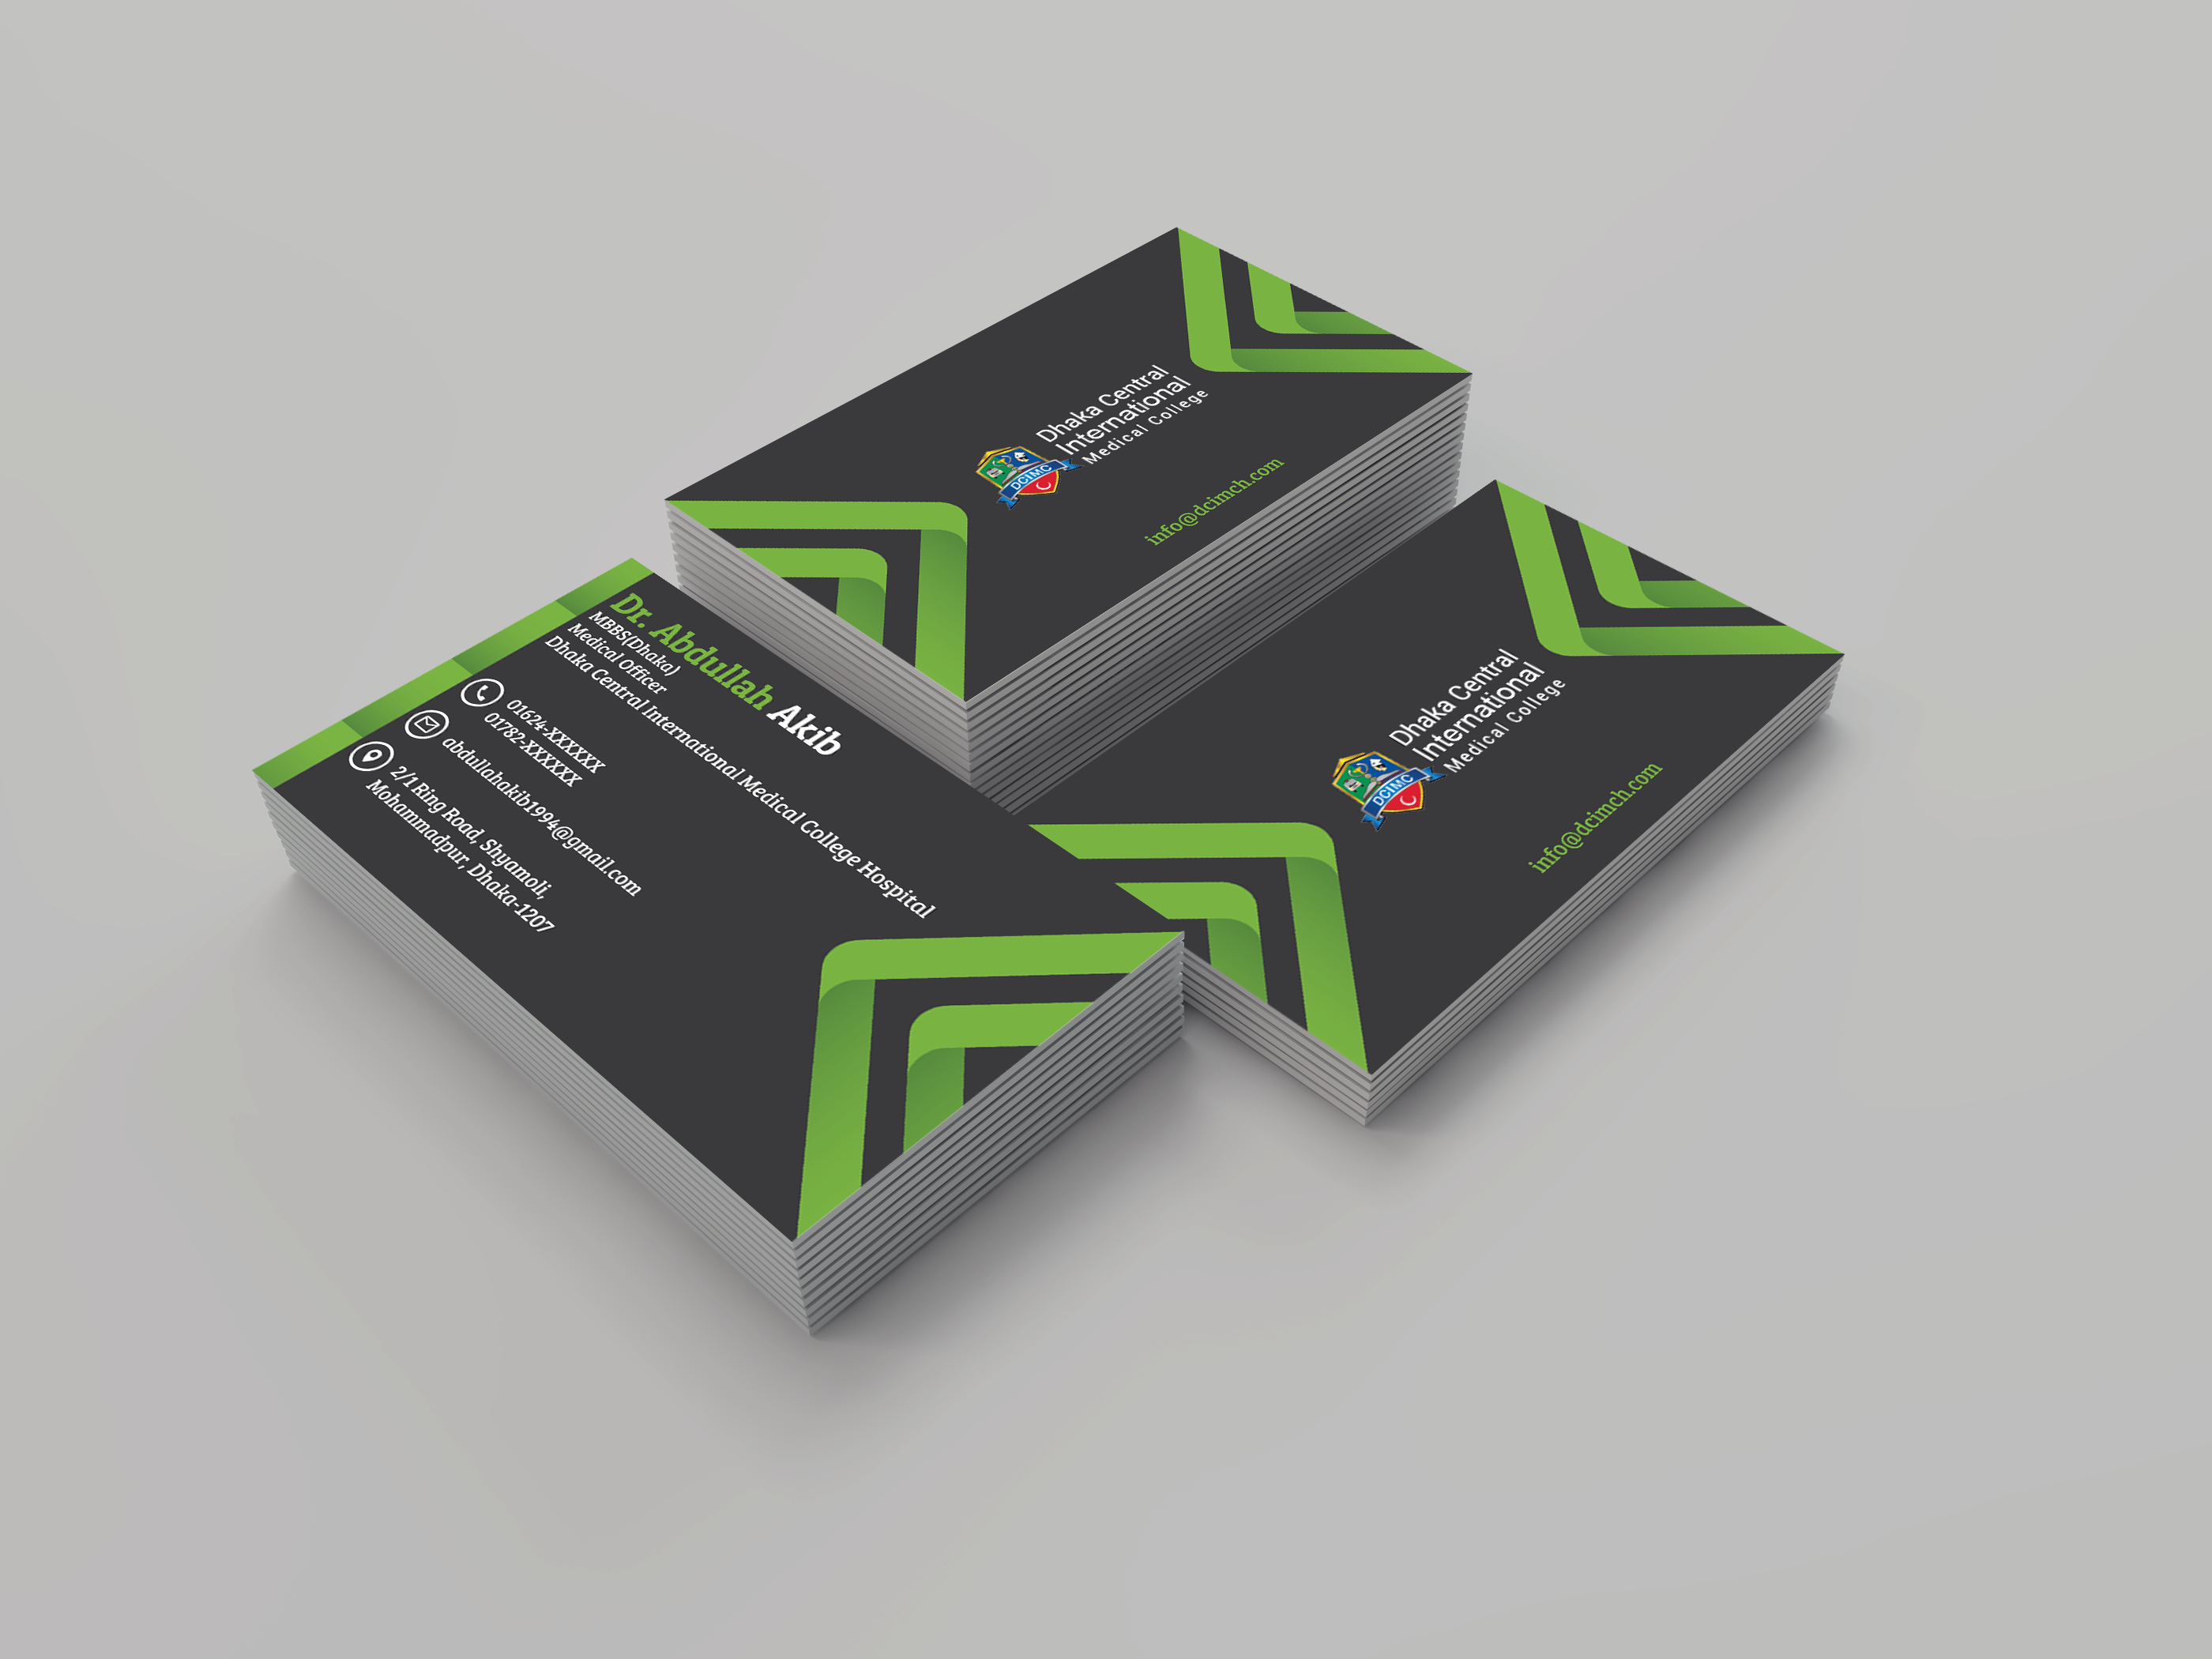 Dhaka Central
International
Medical College
DCIMC
info@dcimch.com
Dr. Abdullah Akib
MBBS(Dhaka)
Medical Officer
Dhaka Central International Medical College Hospital
01624-XXXXXX
01782-XXXXXX
abdullahakib1994@gmail.com
2/1 Ring Road, Shyamoli,
Mohammadpur, Dhaka-1207
Dhaka Central
International
Medical College
DCIMC
info@dcimch.com